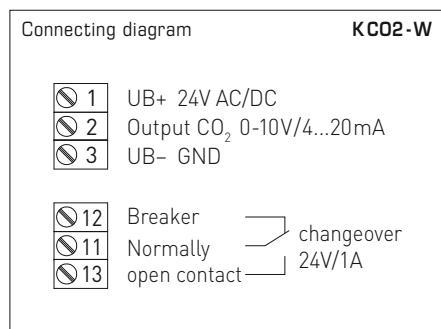 Connecting diagram KCO2-W
1 UB+ 24V AC/DC
2 Output CO₂ 0-10V/4...20mA
3 UB– GND
12 Breaker
11 Normally
13 open contact
changeover
24V/1A